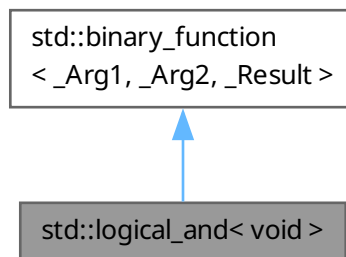 std::binary_function
< _Arg1, _Arg2, _Result >
std::logical_and< void >